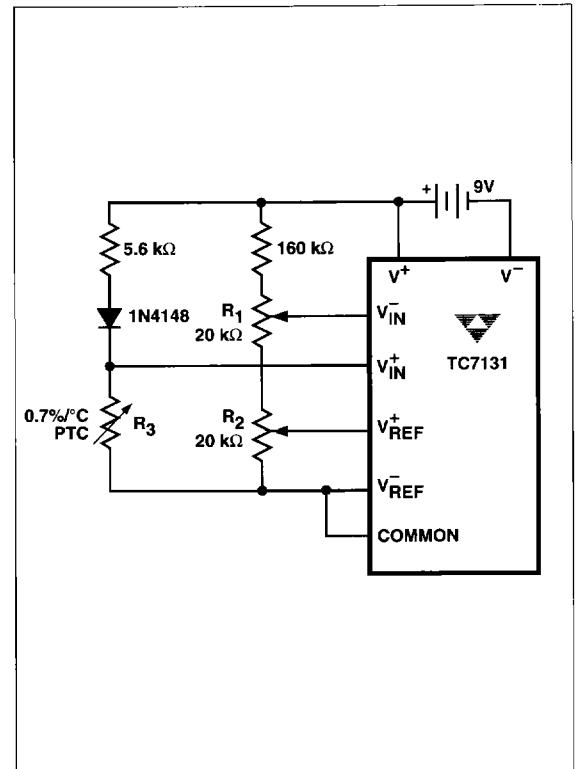 + 9V
5.6 kΩ
160 kΩ
V+ V−
1N4148
R1
20 kΩ
V−IN
TC7131
V+IN
0.7%/°C
PTC
R3
R2
20 kΩ
V+REF
V−REF
COMMON